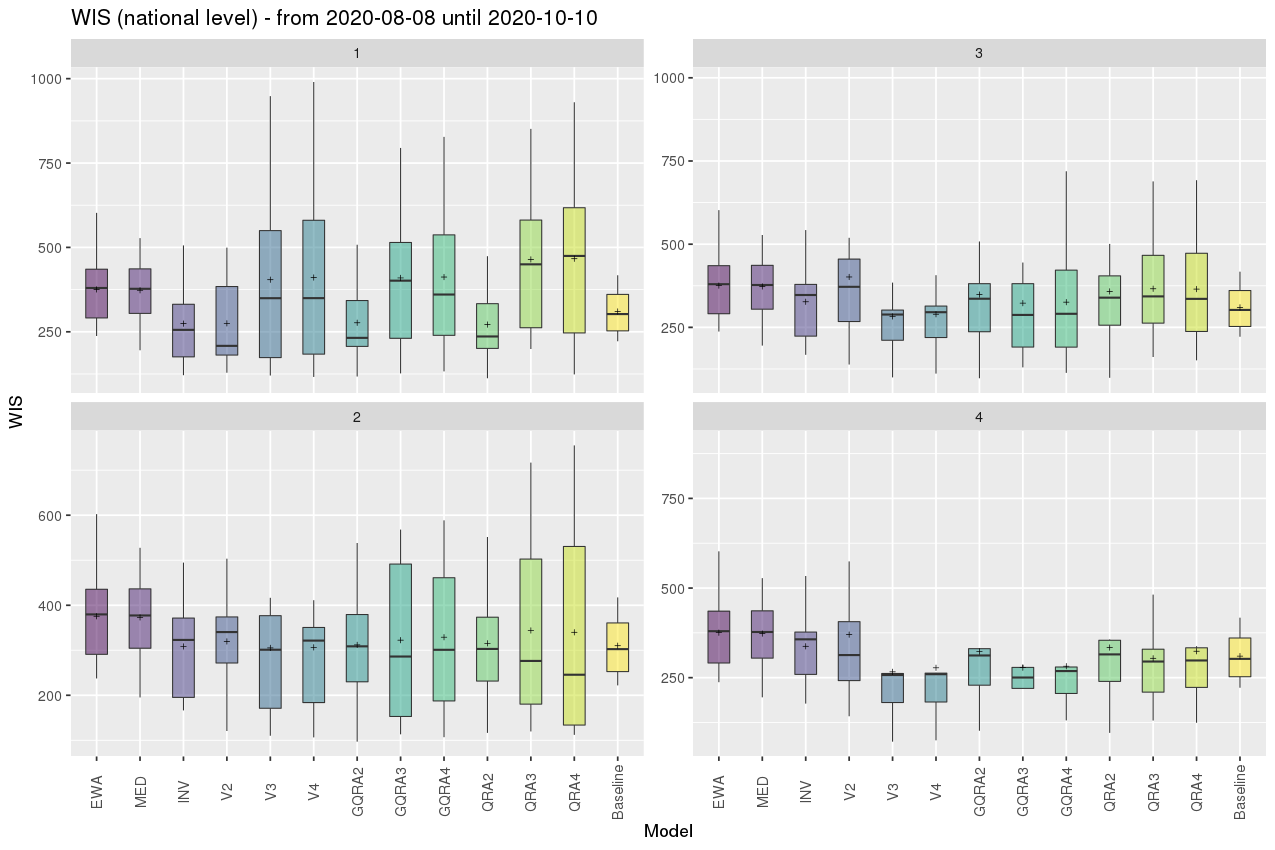 WIS (national level) - from 2020-08-08 until 2020-10-10
1
3
1000
750
500
250
1000
750
500
250
2
4
600
400
200
750
500
250
WIS
EWA
MED
INV
V2
V3
V4
GQRA2
GQRA3
GQRA4
QRA2
QRA3
QRA4
Baseline
EWA
MED
INV
V2
V3
V4
GQRA2
GQRA3
GQRA4
QRA2
QRA3
QRA4
Baseline
Model